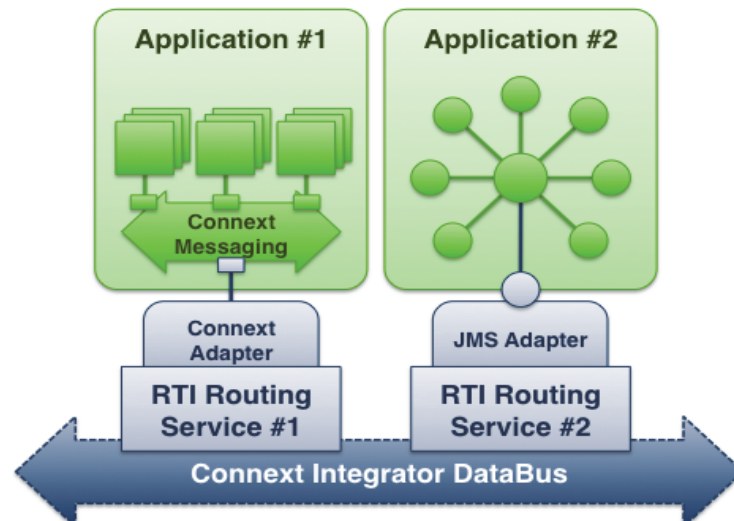 Application #1
Application #2
Connext
Messaging
Connext
Adapter
JMS Adapter
RTI Routing
Service #1
RTI Routing
Service #2
Connext Integrator DataBus